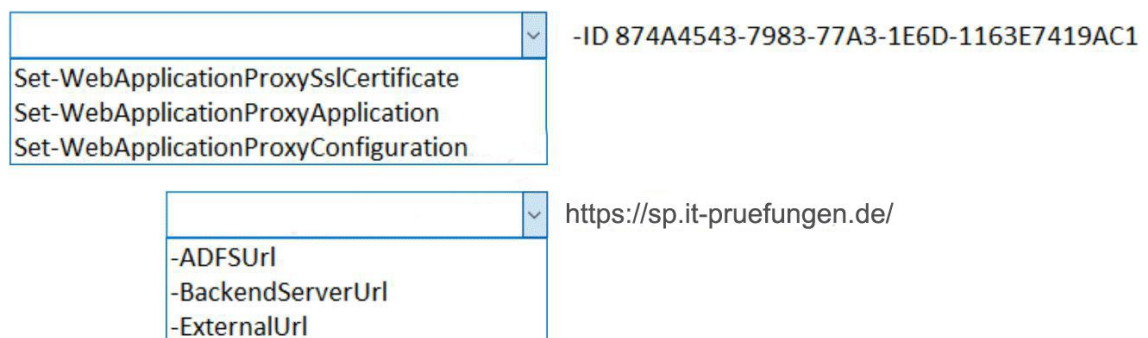 -ID 874A4543-7983-77A3-1E6D-1163E7419AC1
Set-WebApplicationProxySslCertificate
Set-WebApplicationProxyApplication
Set-WebApplicationProxyConfiguration
https://sp.it-pruefungen.de/
-ADFSUrl
-BackendServerUrl
-ExternalUrl